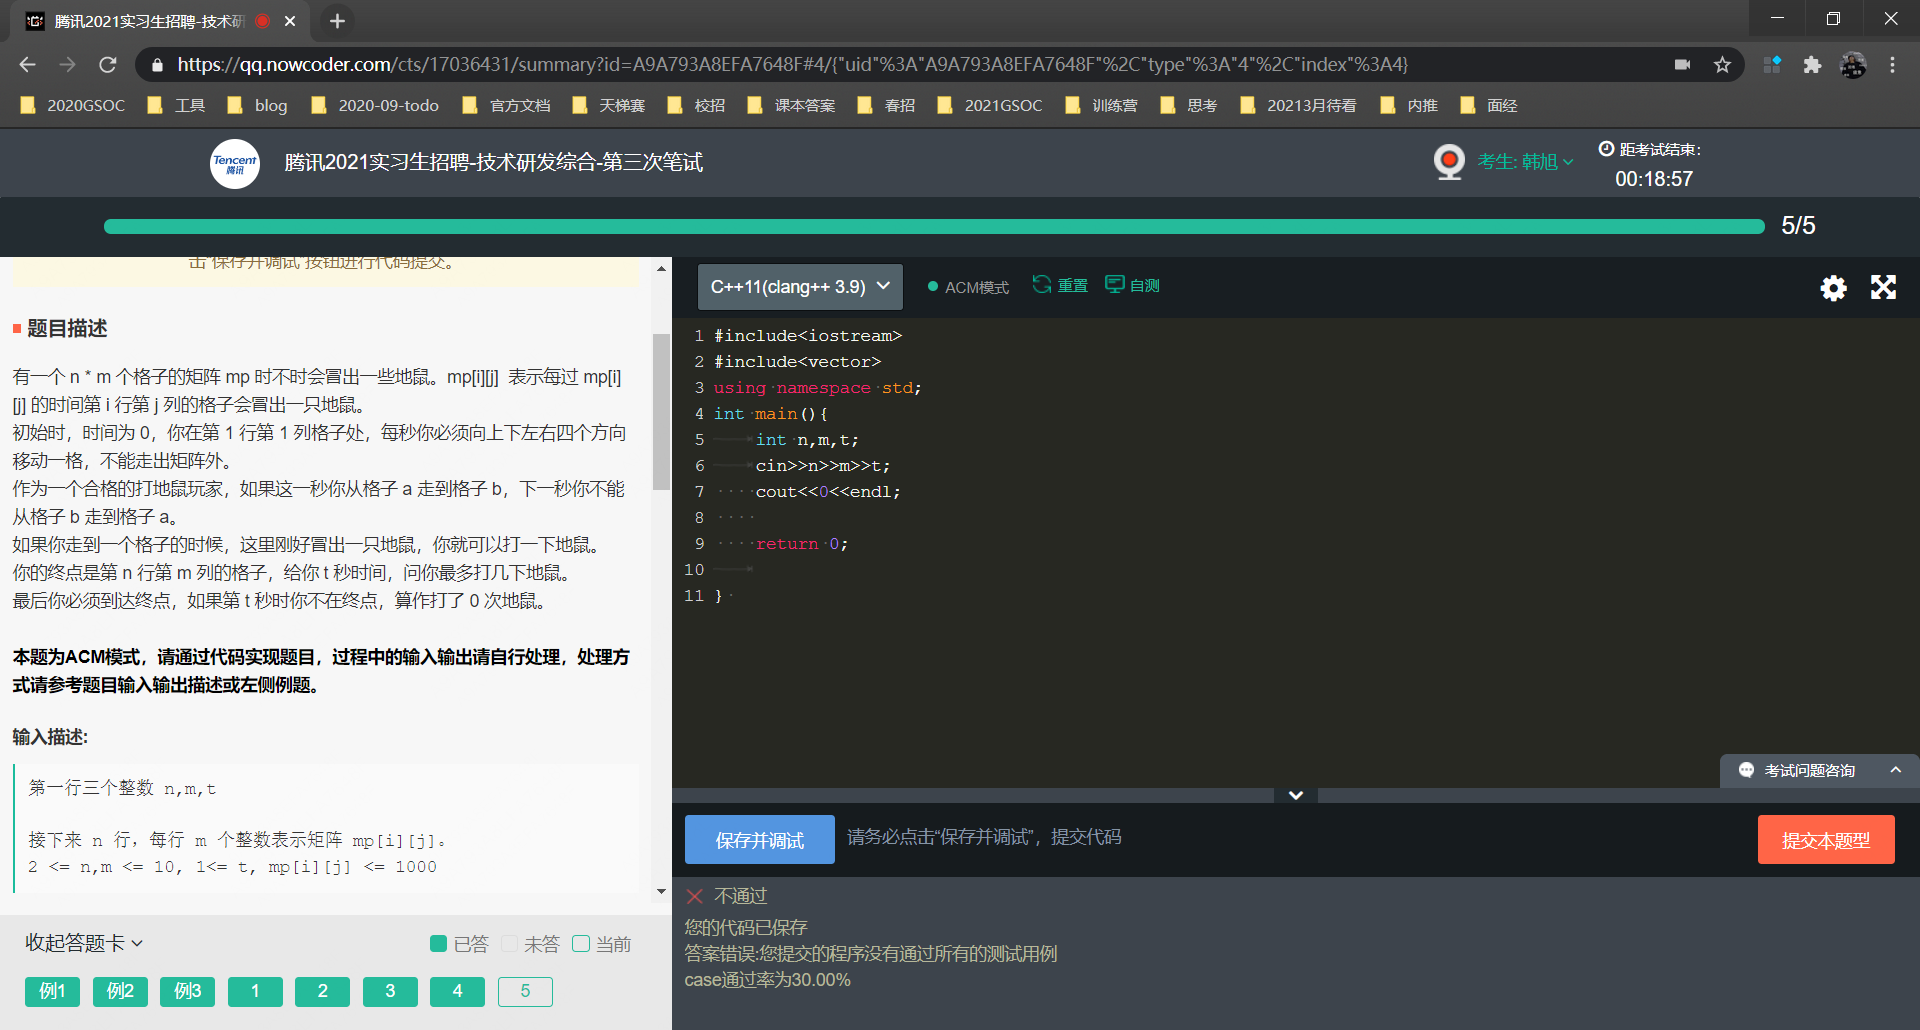 腾讯2021实习生招聘-技术研
https://qq.nowcoder.com/cts/17036431/summary?id=A9A793A8EFA7648F#4/{"uid"%3A"A9A793A8EFA7648F"%2C"type"%3A"4"%2C"index"%3A4}
2020GSOC 工具 blog 2020-09-todo 官方文档 天梯赛 校招 课本答案 春招 2021GSOC 训练营 思考 20213月待看 内推 面经
Tencent
腾讯
腾讯2021实习生招聘-技术研发综合-第三次笔试
考生: 韩旭
距考试结束:
00:18:57
5/5
击“保存并调试”按钮进行代码提交。
题目描述
有一个 n * m 个格子的矩阵 mp 时不时会冒出一些地鼠。mp[i][j] 表示每过 mp[i]
[j] 的时间第 i 行第 j 列的格子会冒出一只地鼠。
初始时，时间为 0，你在第 1 行第 1 列格子处，每秒你必须向上下左右四个方向
移动一格，不能走出矩阵外。
作为一个合格的打地鼠玩家，如果这一秒你从格子 a 走到格子 b，下一秒你不能
从格子 b 走到格子 a。
如果你走到一个格子的时候，这里刚好冒出一只地鼠，你就可以打一下地鼠。
你的终点是第 n 行第 m 列的格子，给你 t 秒时间，问你最多打几下地鼠。
最后你必须到达终点，如果第 t 秒时你不在终点，算作打了 0 次地鼠。
本题为ACM模式，请通过代码实现题目，过程中的输入输出请自行处理，处理方
式请参考题目输入输出描述或左侧例题。
输入描述:
第一行三个整数 n,m,t
接下来 n 行，每行 m 个整数表示矩阵 mp[i][j]。
2 <= n,m <= 10, 1<= t, mp[i][j] <= 1000
收起答题卡
已答 未答 当前
例1 例2 例3 1 2 3 4 5
C++11(clang++ 3.9)
ACM模式 重置 自测
1 #include<iostream>
2 #include<vector>
3 using namespace std;
4 int main(){
5 int n,m,t;
6 cin>>n>>m>>t;
7 cout<<0<<endl;
8
9 return 0;
10
11 }
考试问题咨询
保存并调试
请务必点击“保存并调试”，提交代码
提交本题型
不通过
您的代码已保存
答案错误:您提交的程序没有通过所有的测试用例
case通过率为30.00%